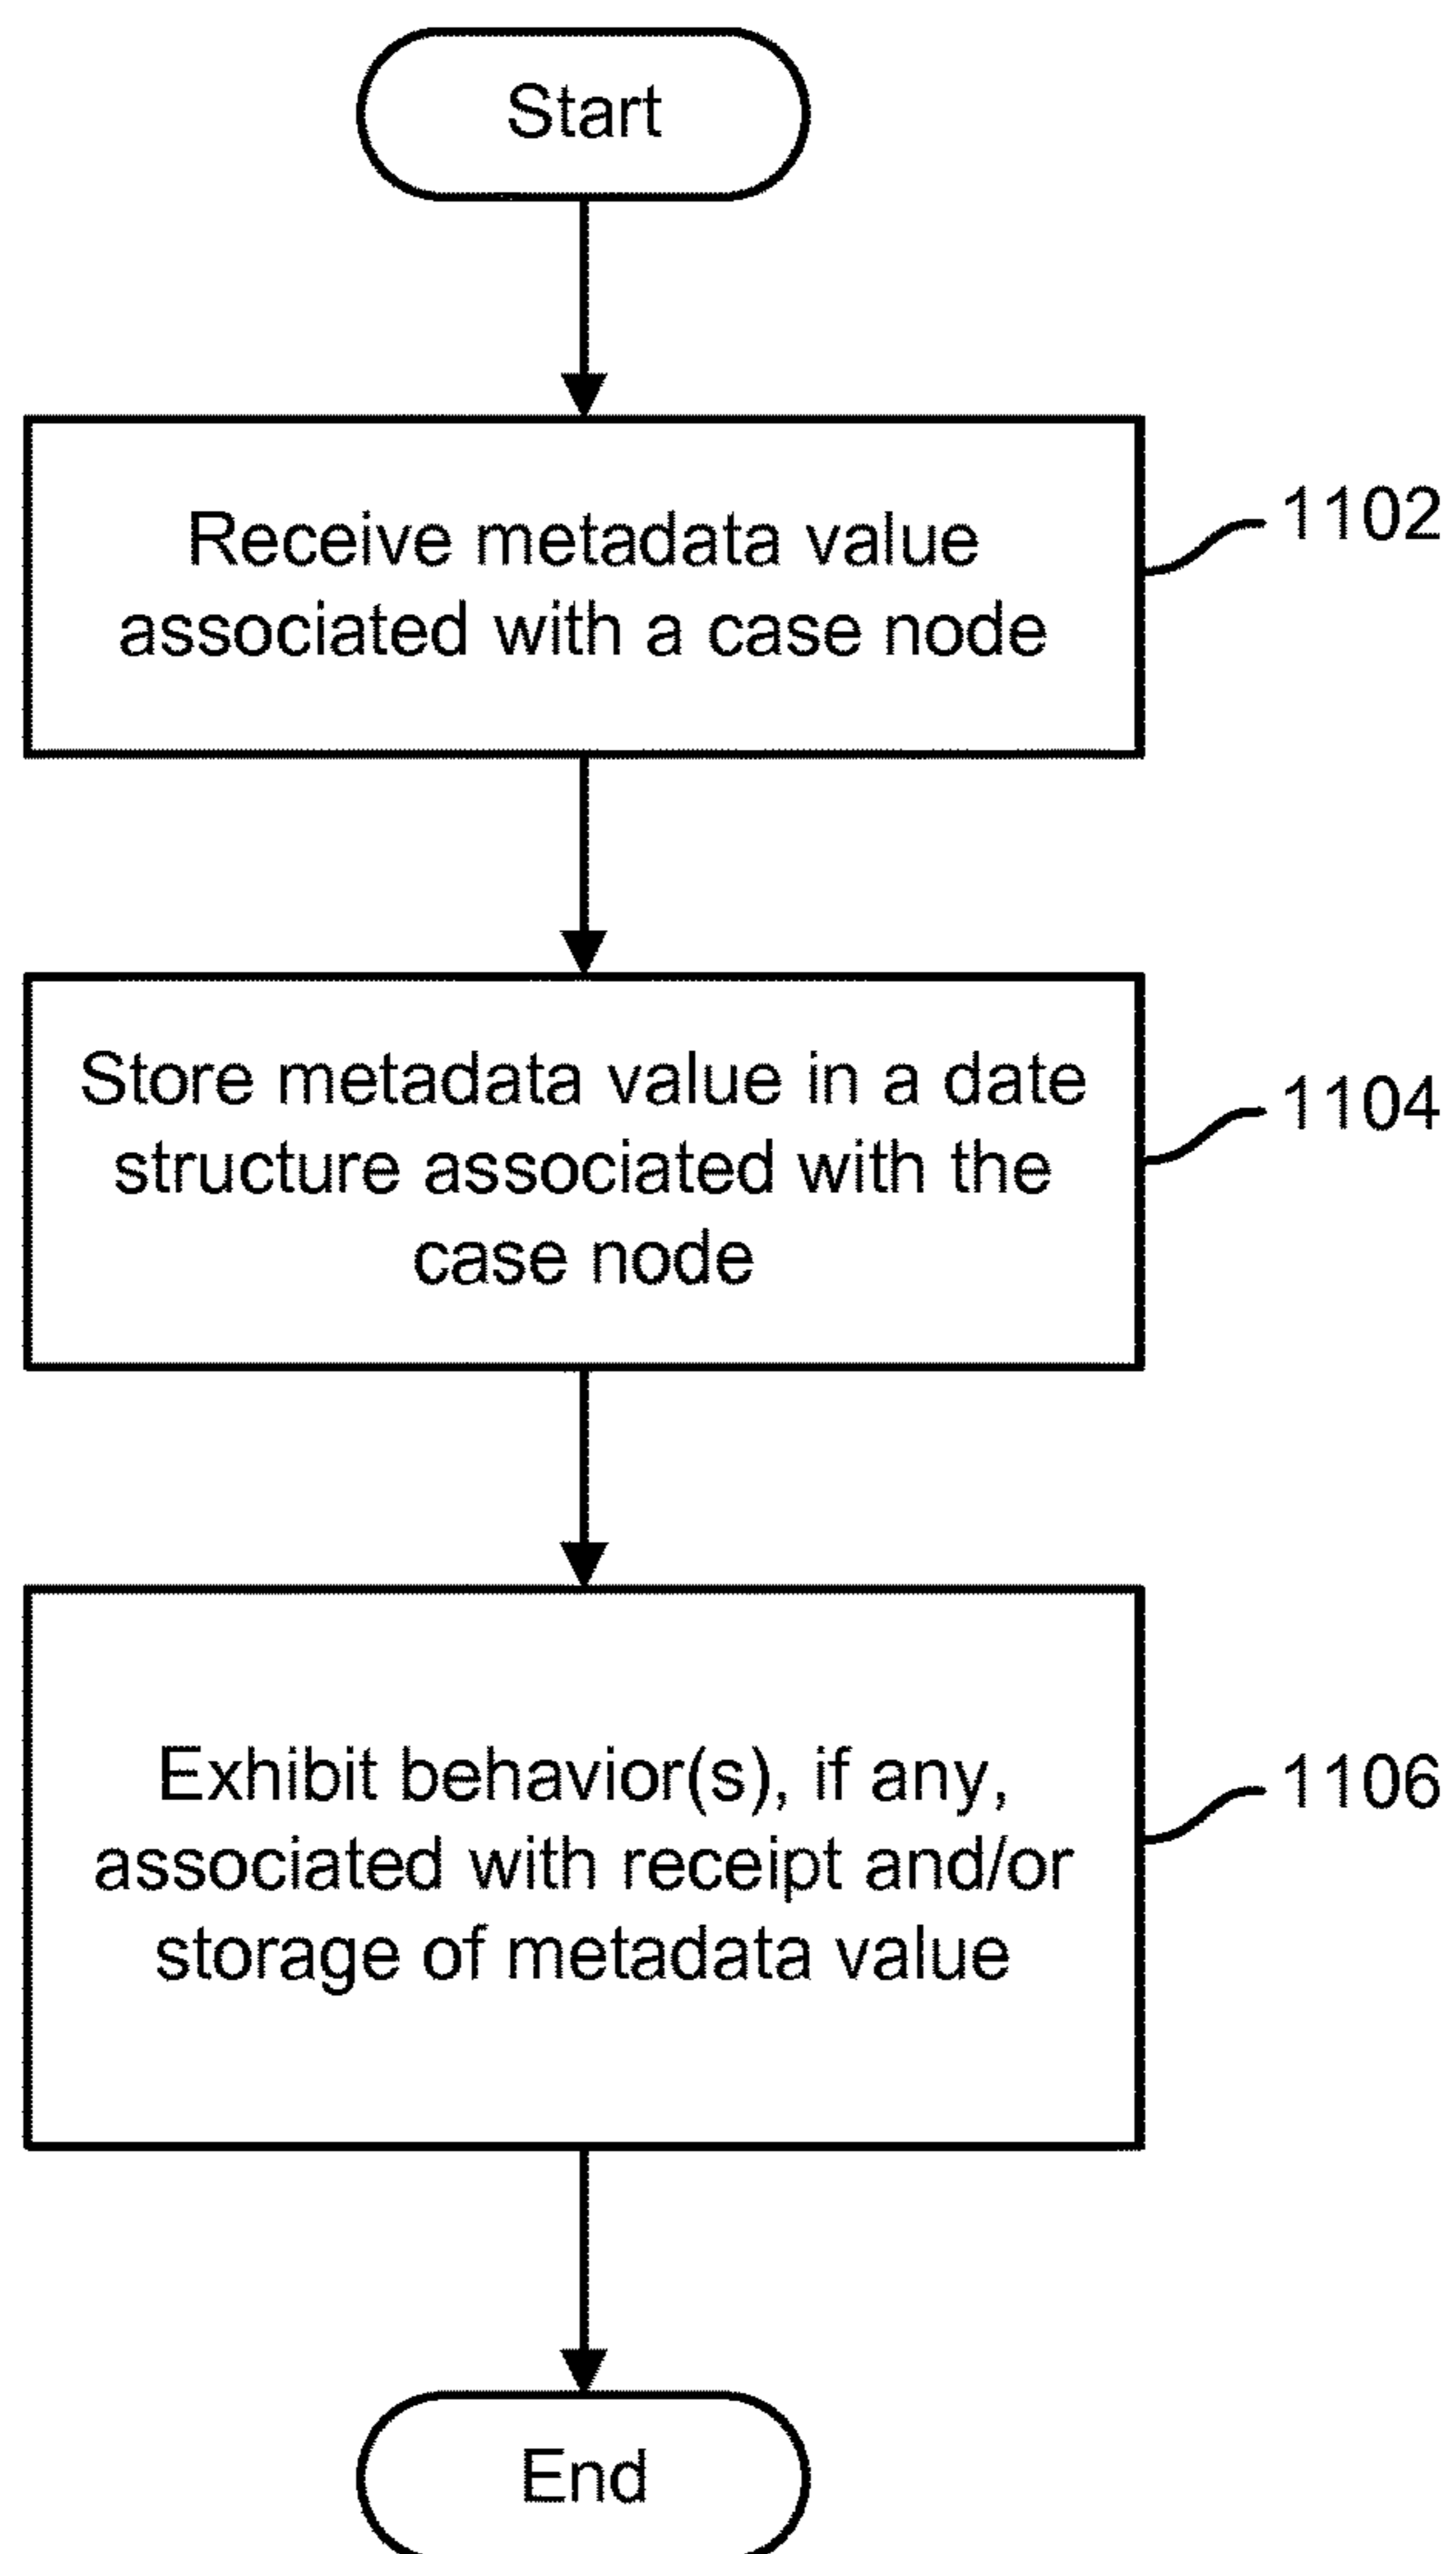 Start
Receive metadata value
associated with a case node
1102
Store metadata value in a date
structure associated with the
case node
1104
Exhibit behavior(s), if any,
associated with receipt and/or
storage of metadata value
1106
End